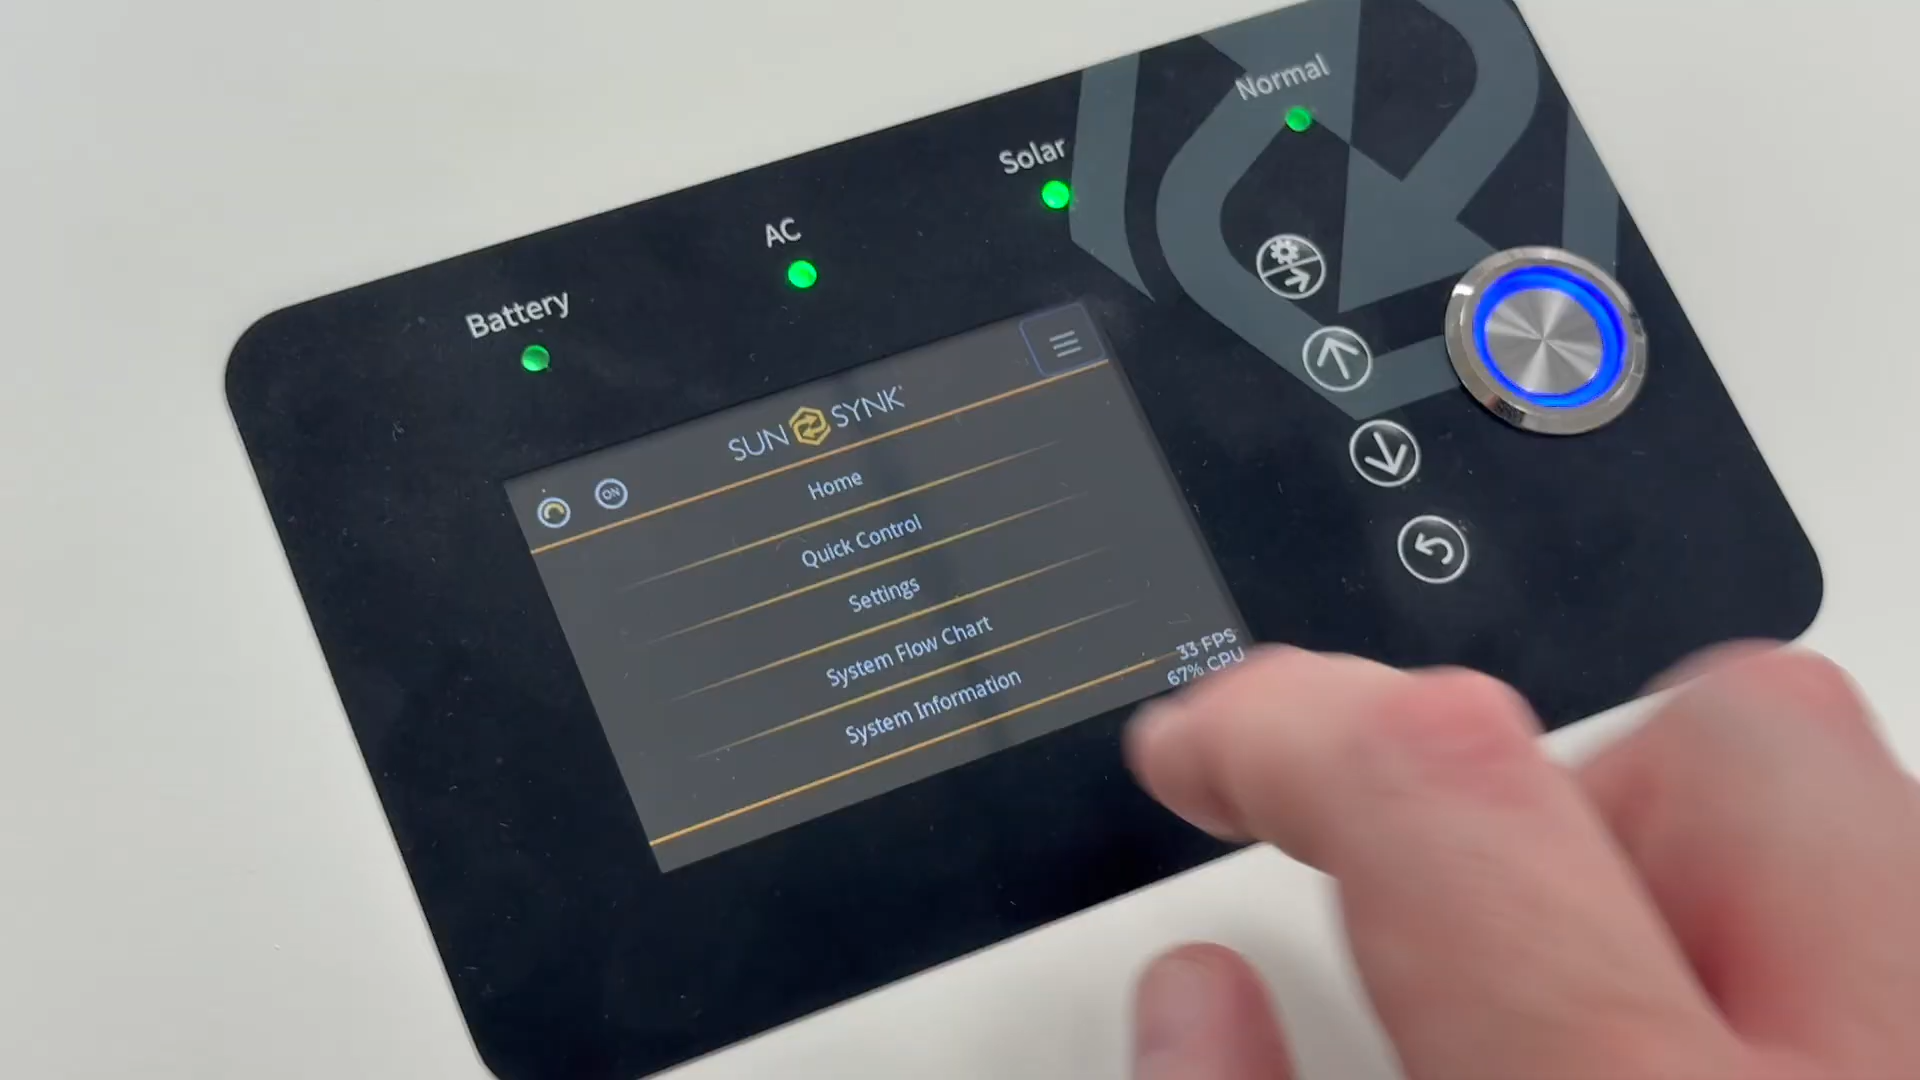 Normal
Solar
AC
Battery
SUN SYNK
ON
Home
Quick Control
Settings
System Flow Chart
System Information
33 FPS
67% CPU